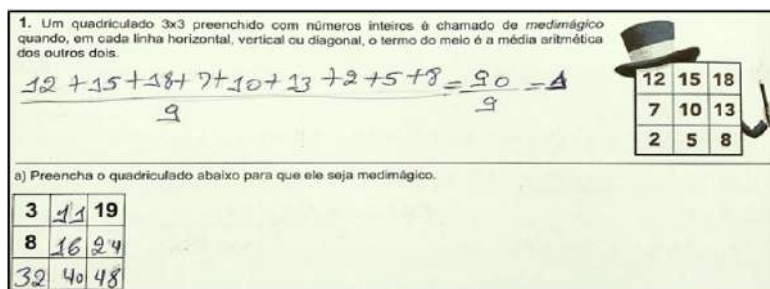 1. Um quadriculado 3x3 preenchido com números inteiros é chamado de medimágico
quando, em cada linha horizontal, vertical ou diagonal, o termo do meio é a média aritmética
dos outros dois.
12 + 15 + 18 + 7 + 10 + 13 + 2 + 5 + 8 = 90
9 9
12 15 18
7 10 13
2 5 8
a) Preencha o quadriculado abaixo para que ele seja medimágico.
3 11 19
8 16 24
32 40 48